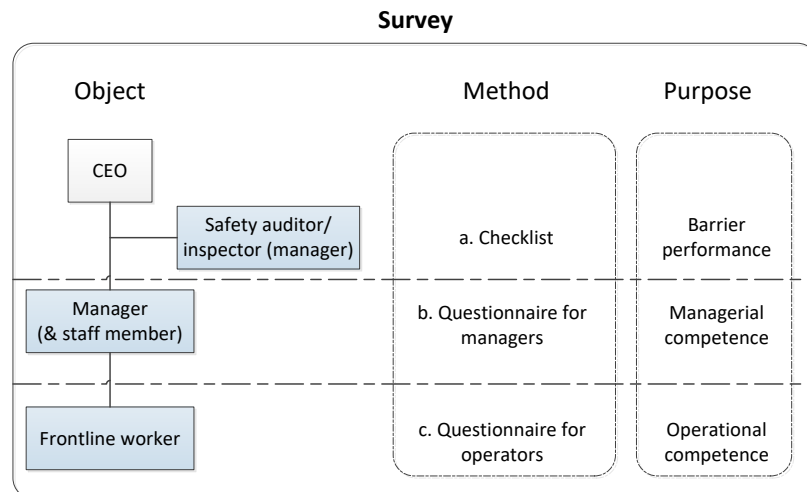 Survey
Object
Method
Purpose
CEO
Safety auditor/
inspector (manager)
a. Checklist
Barrier
performance
Manager
(& staff member)
b. Questionnaire for
managers
Managerial
competence
Frontline worker
c. Questionnaire for
operators
Operational
competence